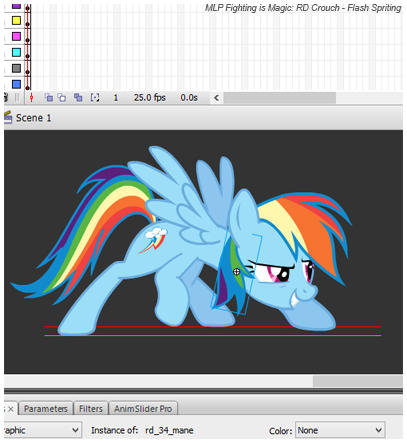 MLP Fighting is Magic: RD Crouch - Flash Spriting
1 25.0 fps 0.0s
Scene 1
Parameters Filters AnimSlider Pro
Instance of: rd_34_mane Color: None